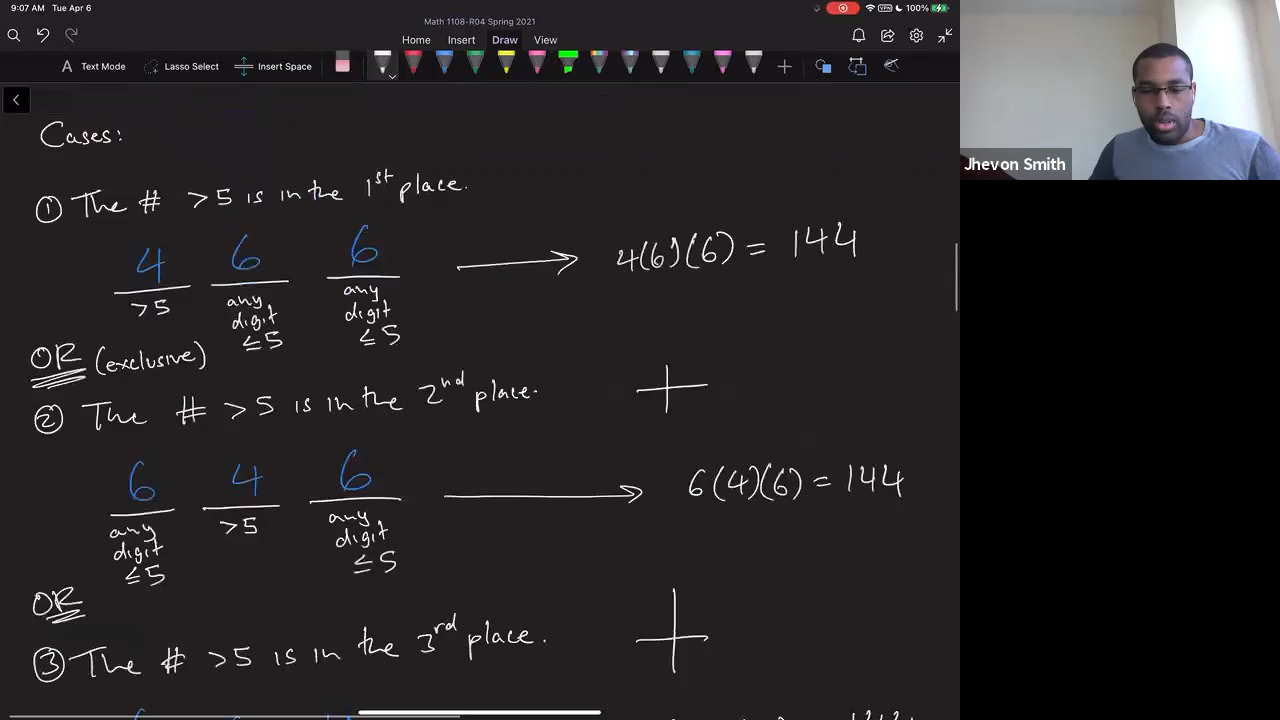 9:07 AM Tue Apr 6
100%
Math 1108-R04 Spring 2021
Home Insert Draw View
Text Mode Lasso Select Insert Space
Jhevon Smith
Cases:
① The # >5 is in the 1st place.
4 6 6 → 4(6)(6) = 144
>5 any digit ≤5 any digit ≤5
OR (exclusive)
② The # >5 is in the 2nd place. +
6 4 6 → 6(4)(6) = 144
any digit ≤5 >5 any digit ≤5
OR
③ The # >5 is in the 3rd place. +